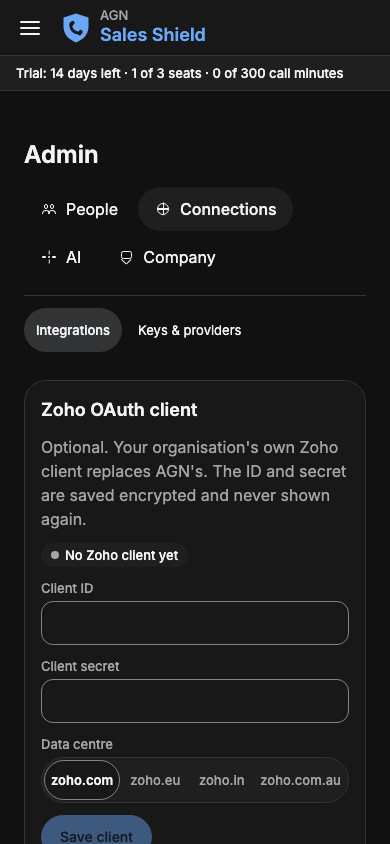 AGN
Sales Shield
Trial: 14 days left · 1 of 3 seats · 0 of 300 call minutes
Admin
People
Connections
AI
Company
Integrations
Keys & providers
Zoho OAuth client
Optional. Your organisation's own Zoho
client replaces AGN's. The ID and secret
are saved encrypted and never shown
again.
No Zoho client yet
Client ID
Client secret
Data centre
zoho.com zoho.eu zoho.in zoho.com.au
Save client